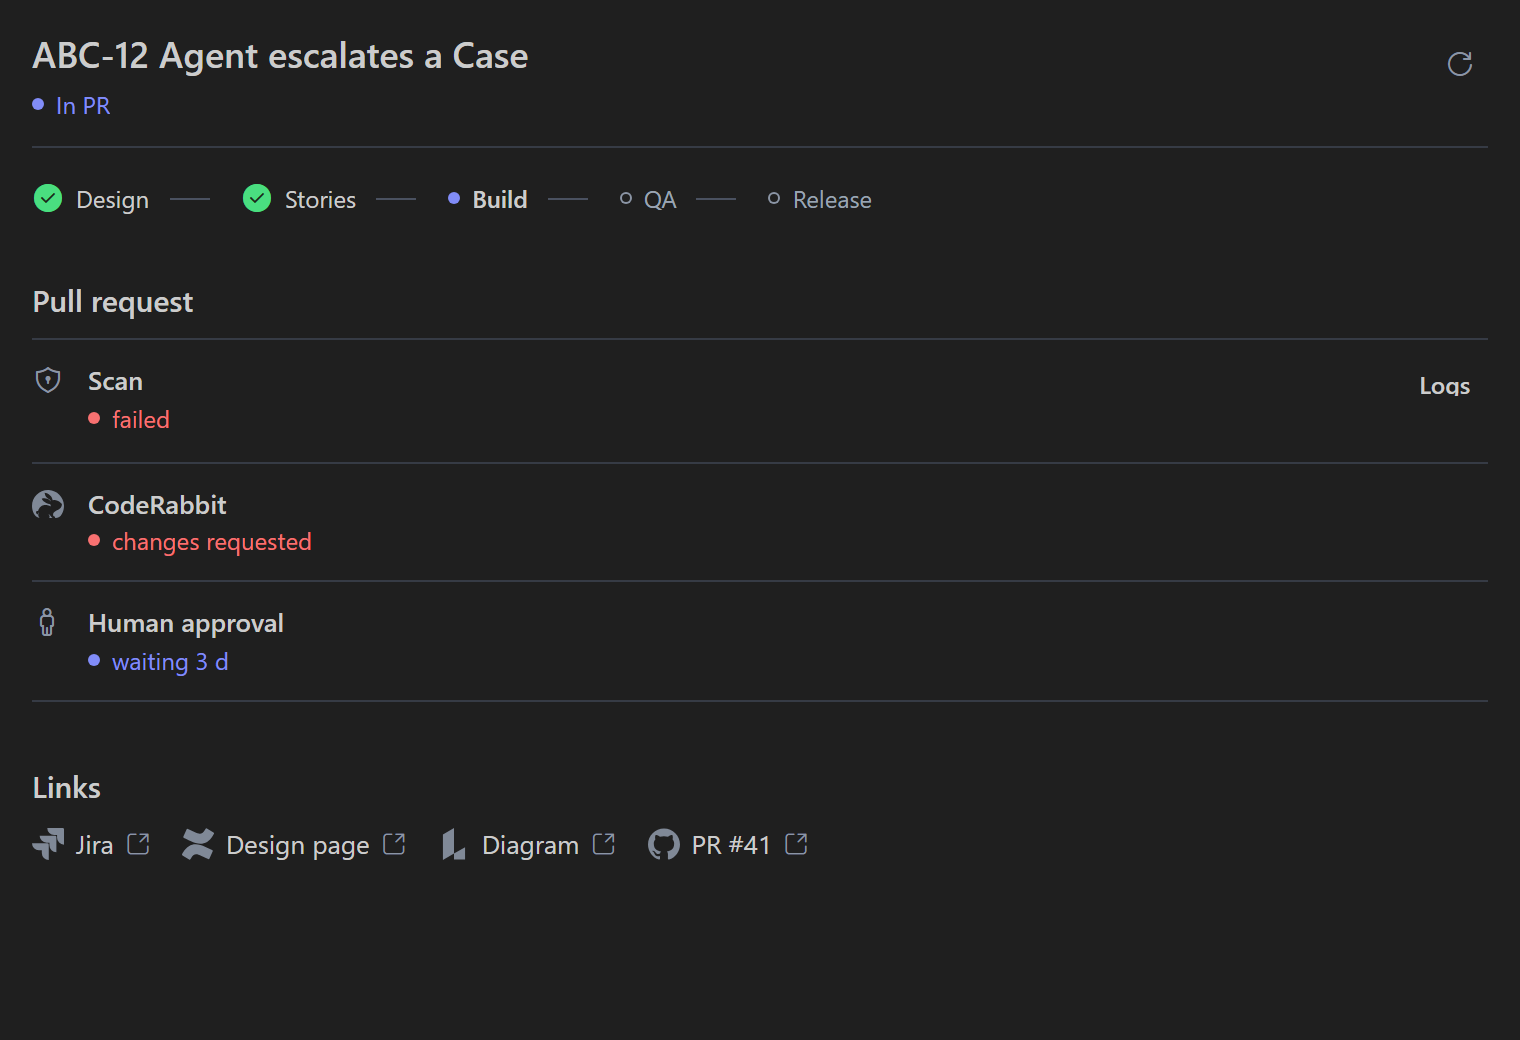 ABC-12 Agent escalates a Case
In PR
Design Stories Build QA Release
Pull request
Scan
Logs
failed
CodeRabbit
changes requested
Human approval
waiting 3 d
Links
Jira Design page Diagram PR #41